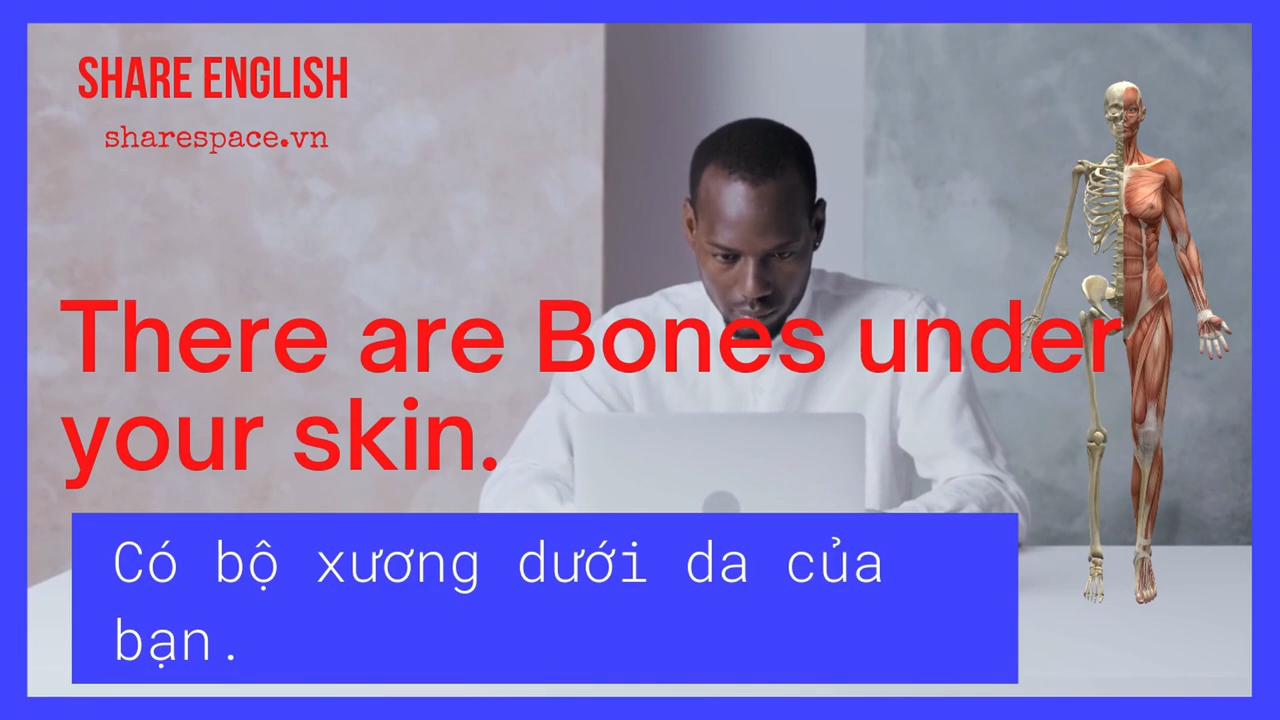 SHARE ENGLISH
sharespace.vn
There are Bones under
your skin.
Có bộ xương dưới da của
bạn.